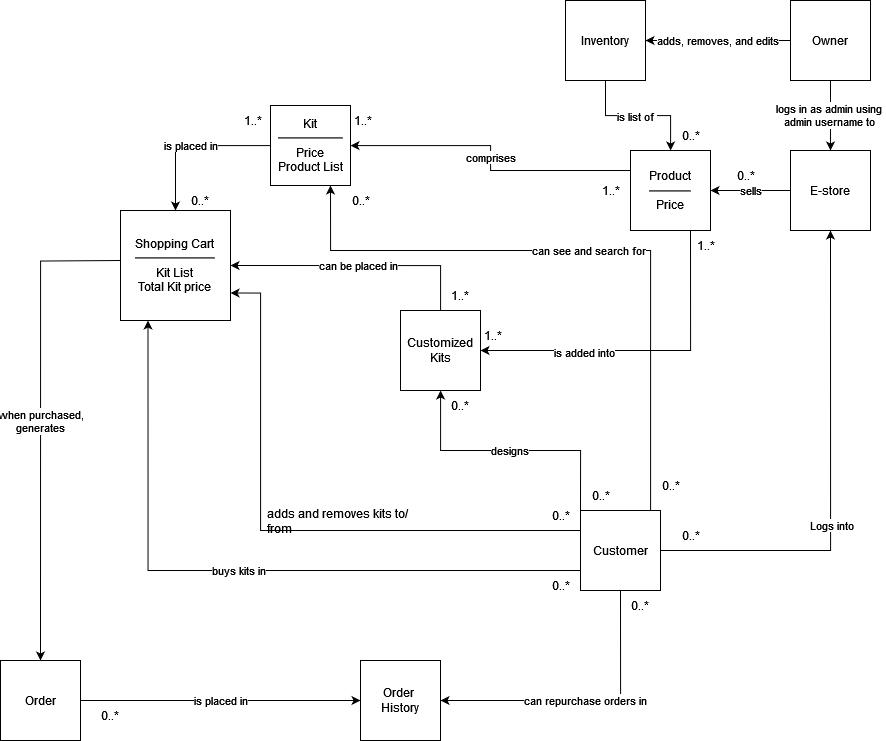 Inventory
adds, removes, and edits
Owner
logs in as admin using
admin username to
is list of
0..*
1..*
Kit
1..*
Price
Product List
is placed in
comprises
Product
Price
0..*
sells
E-store
1..*
0..*
0..*
Shopping Cart
Kit List
Total Kit price
can see and search for
1..*
can be placed in
1..*
Customized
Kits
1..*
is added into
0..*
when purchased,
generates
designs
0..*
0..*
adds and removes kits to/
from
0..*
Customer
0..*
Logs into
buys kits in
0..*
0..*
Order
0..*
is placed in
Order
History
can repurchase orders in